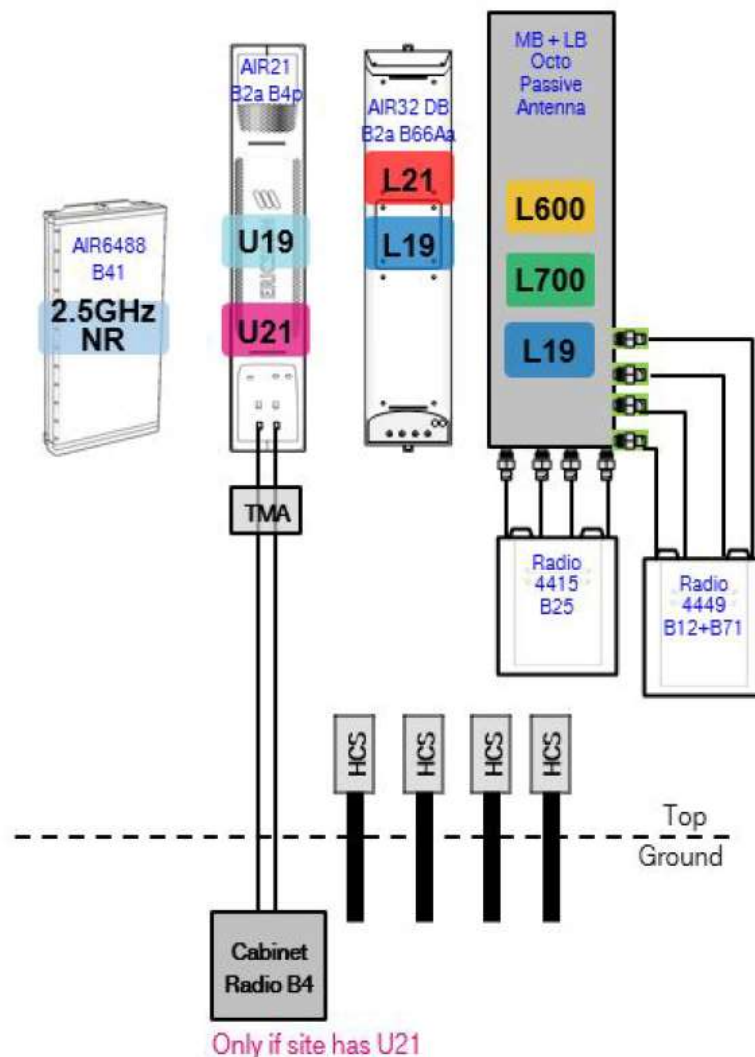 MB + LB
Octo
Passive
Antenna
AIR21
B2a B4p
AIR32 DB
B2a B66Aa
L21
L600
AIR6488
B41
U19
L19
L700
2.5GHz
NR
U21
L19
TMA
Radio
4415
B25
Radio
4449
B12+B71
HCS
HCS
HCS
HCS
Top
Ground
Cabinet
Radio B4
Only if site has U21